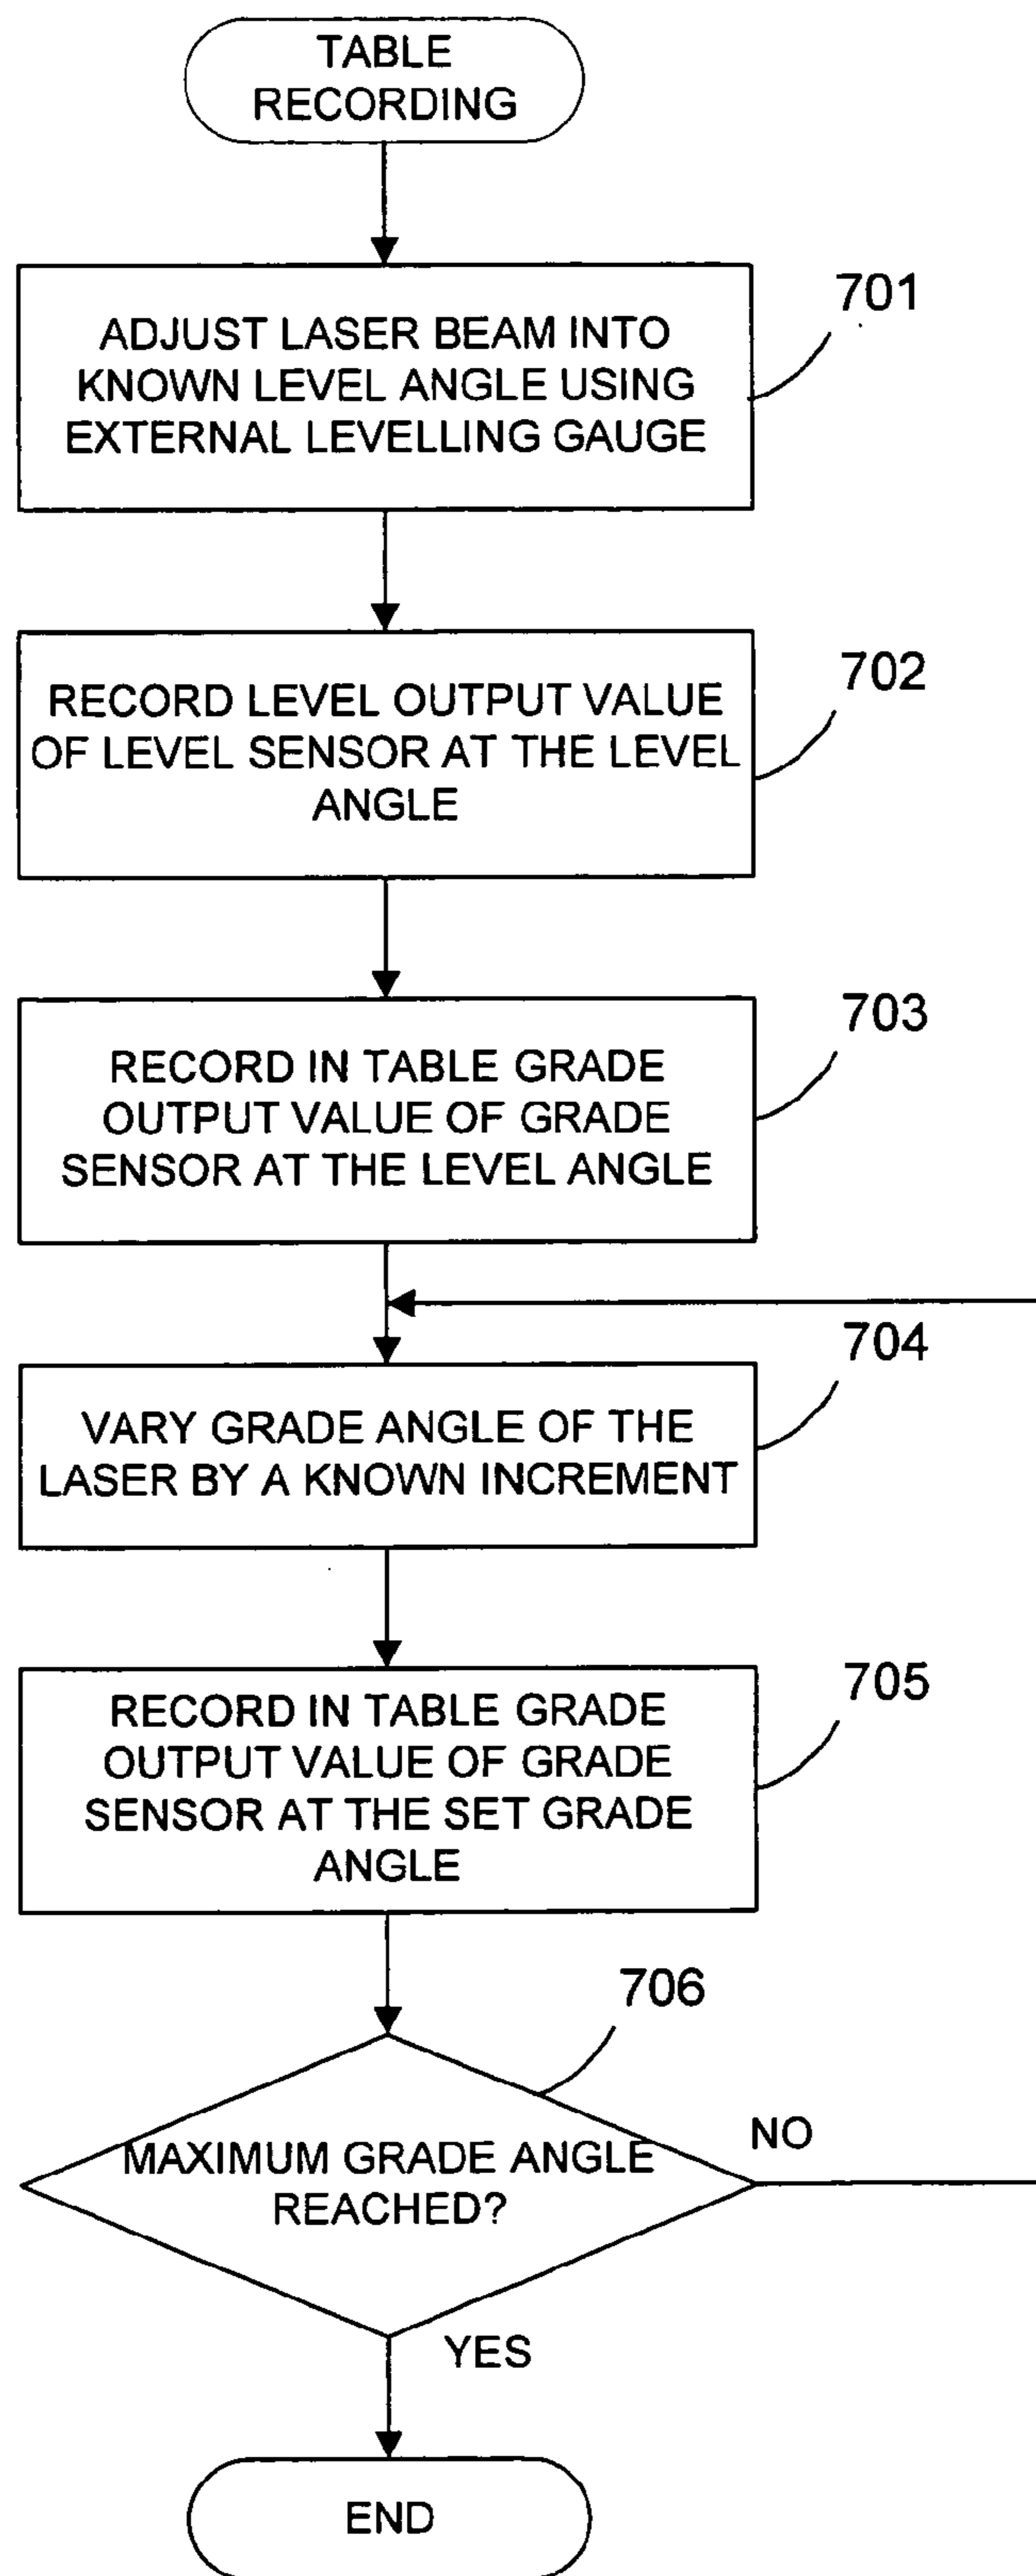 TABLE
RECORDING
701
ADJUST LASER BEAM INTO
KNOWN LEVEL ANGLE USING
EXTERNAL LEVELLING GAUGE
702
RECORD LEVEL OUTPUT VALUE
OF LEVEL SENSOR AT THE LEVEL
ANGLE
703
RECORD IN TABLE GRADE
OUTPUT VALUE OF GRADE
SENSOR AT THE LEVEL ANGLE
704
VARY GRADE ANGLE OF THE
LASER BY A KNOWN INCREMENT
705
RECORD IN TABLE GRADE
OUTPUT VALUE OF GRADE
SENSOR AT THE SET GRADE
ANGLE
706
NO
MAXIMUM GRADE ANGLE
REACHED?
YES
END